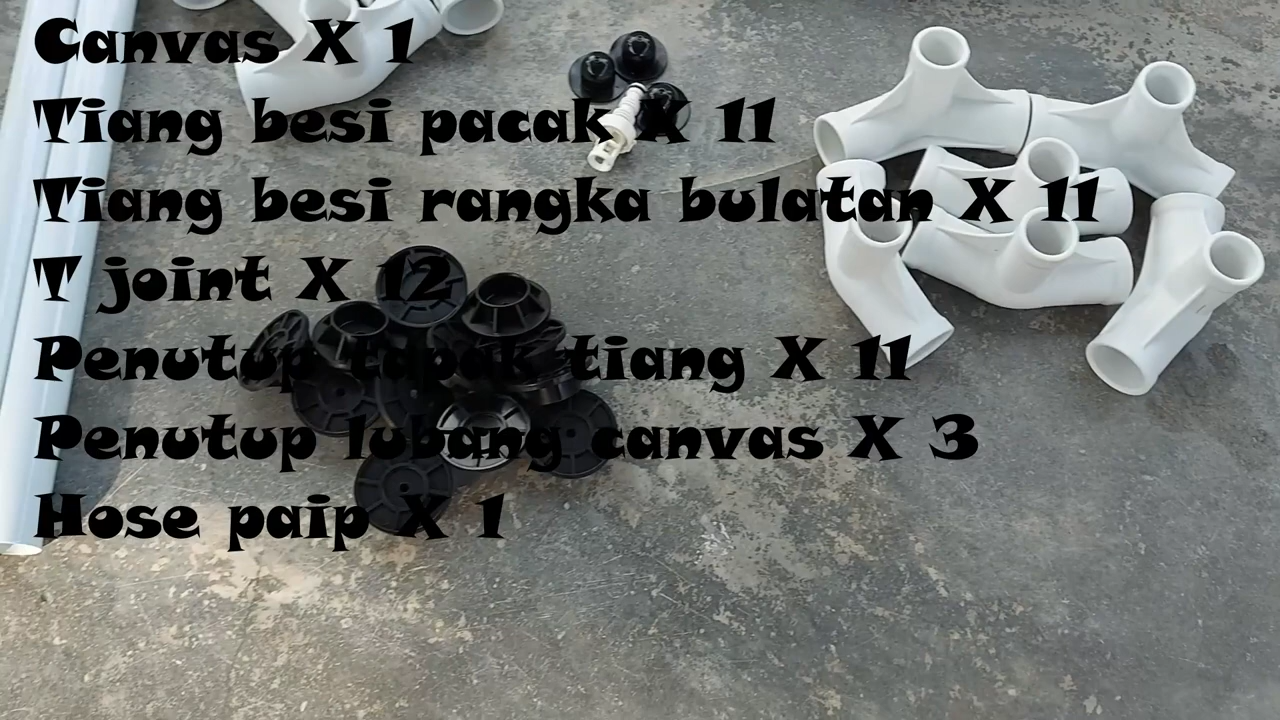 Canvas X 1
Tiang besi pacak X 11
Tiang besi rangka bulatan X 11
T joint X 12
Penutup tapak tiang X 11
Penutup lubang canvas X 3
Hose paip X 1